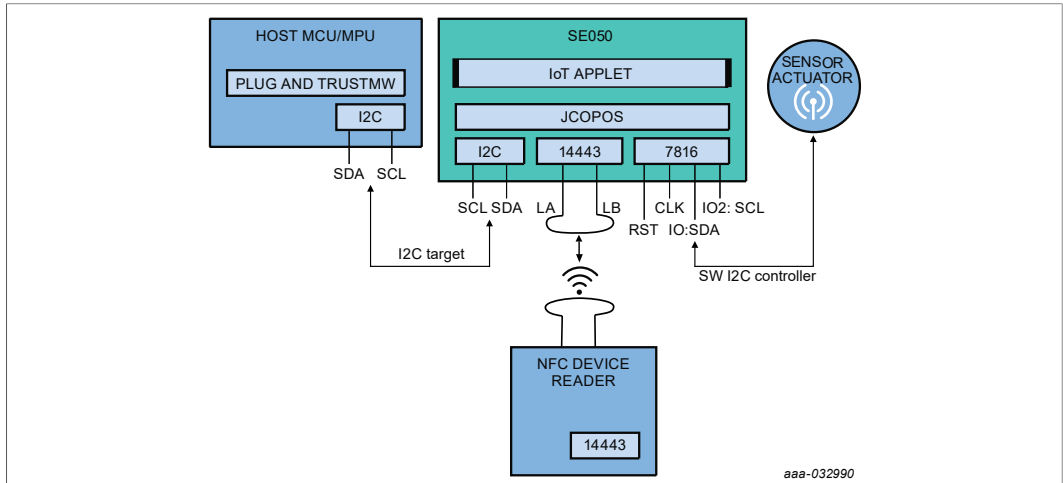 HOST MCU/MPU
PLUG AND TRUSTMW
I2C
SDA SCL
I2C target
SE050
IoT APPLET
JCOPOS
I2C 14443 7816
SCL SDA LA LB CLK IO2: SCL
RST IO:SDA
SW I2C controller
SENSOR
ACTUATOR
NFC DEVICE
READER
14443
aaa-032990